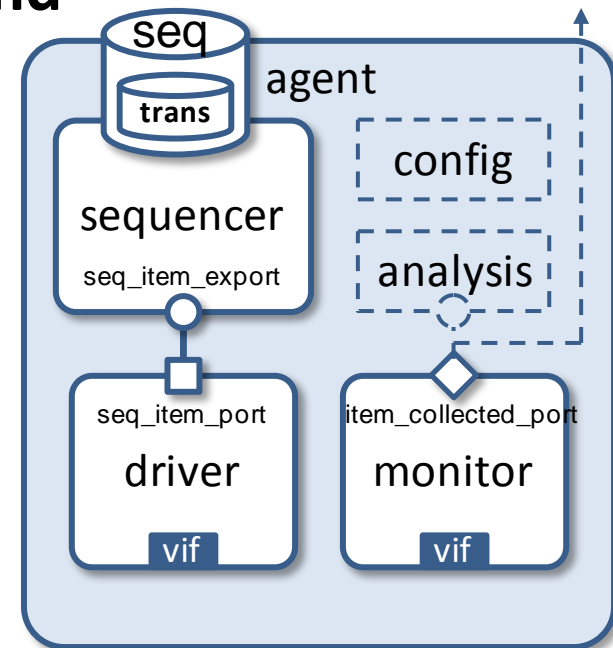 seq
trans
agent
sequencer
seq_item_export
config
analysis
seq_item_port
driver
vif
item_collected_port
monitor
vif